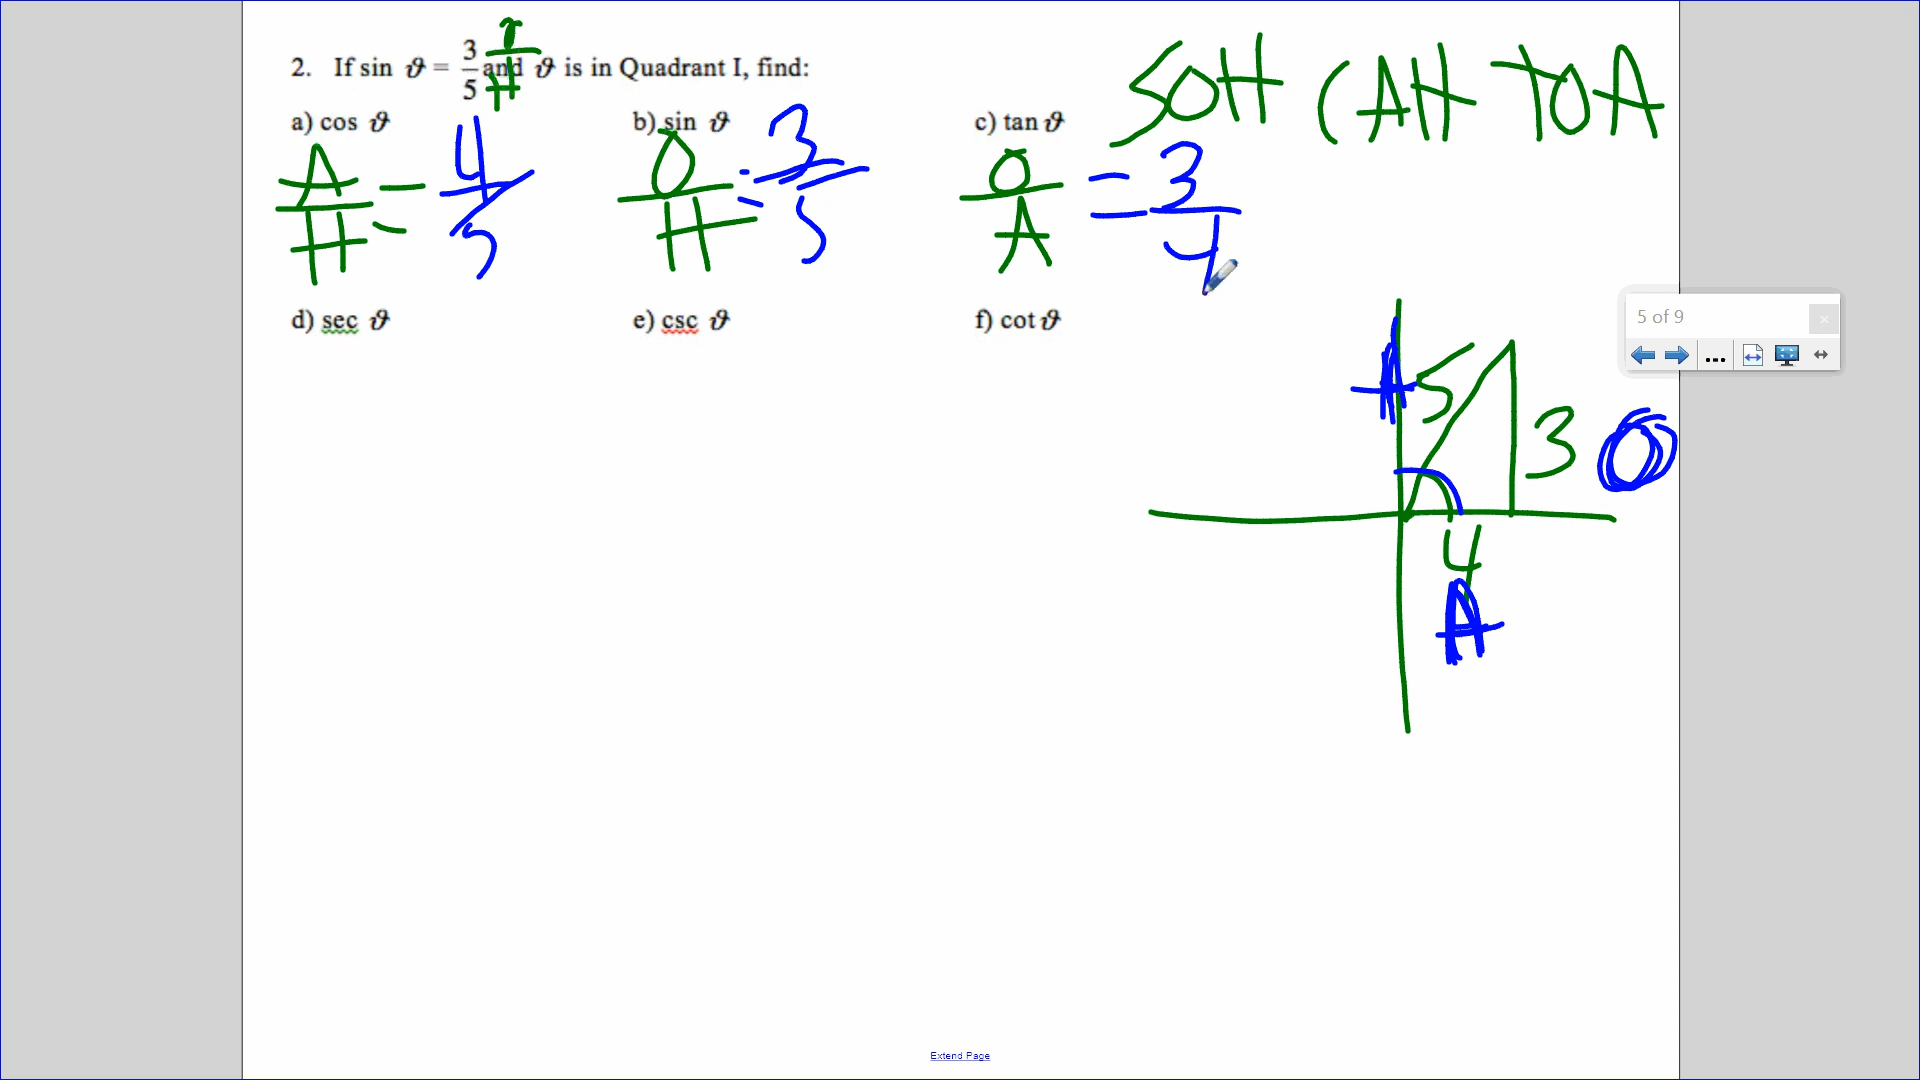 2. If sin ϑ = 3/5 and ϑ is in Quadrant I, find:
SOH CAH TOA
a) cos ϑ
b) sin ϑ
c) tan ϑ
A/H = 4/5
O/H = 3/5
O/A = 3/4
d) sec ϑ
e) csc ϑ
f) cot ϑ
5 of 9
...
H 5
3 O
4
A
Extend Page